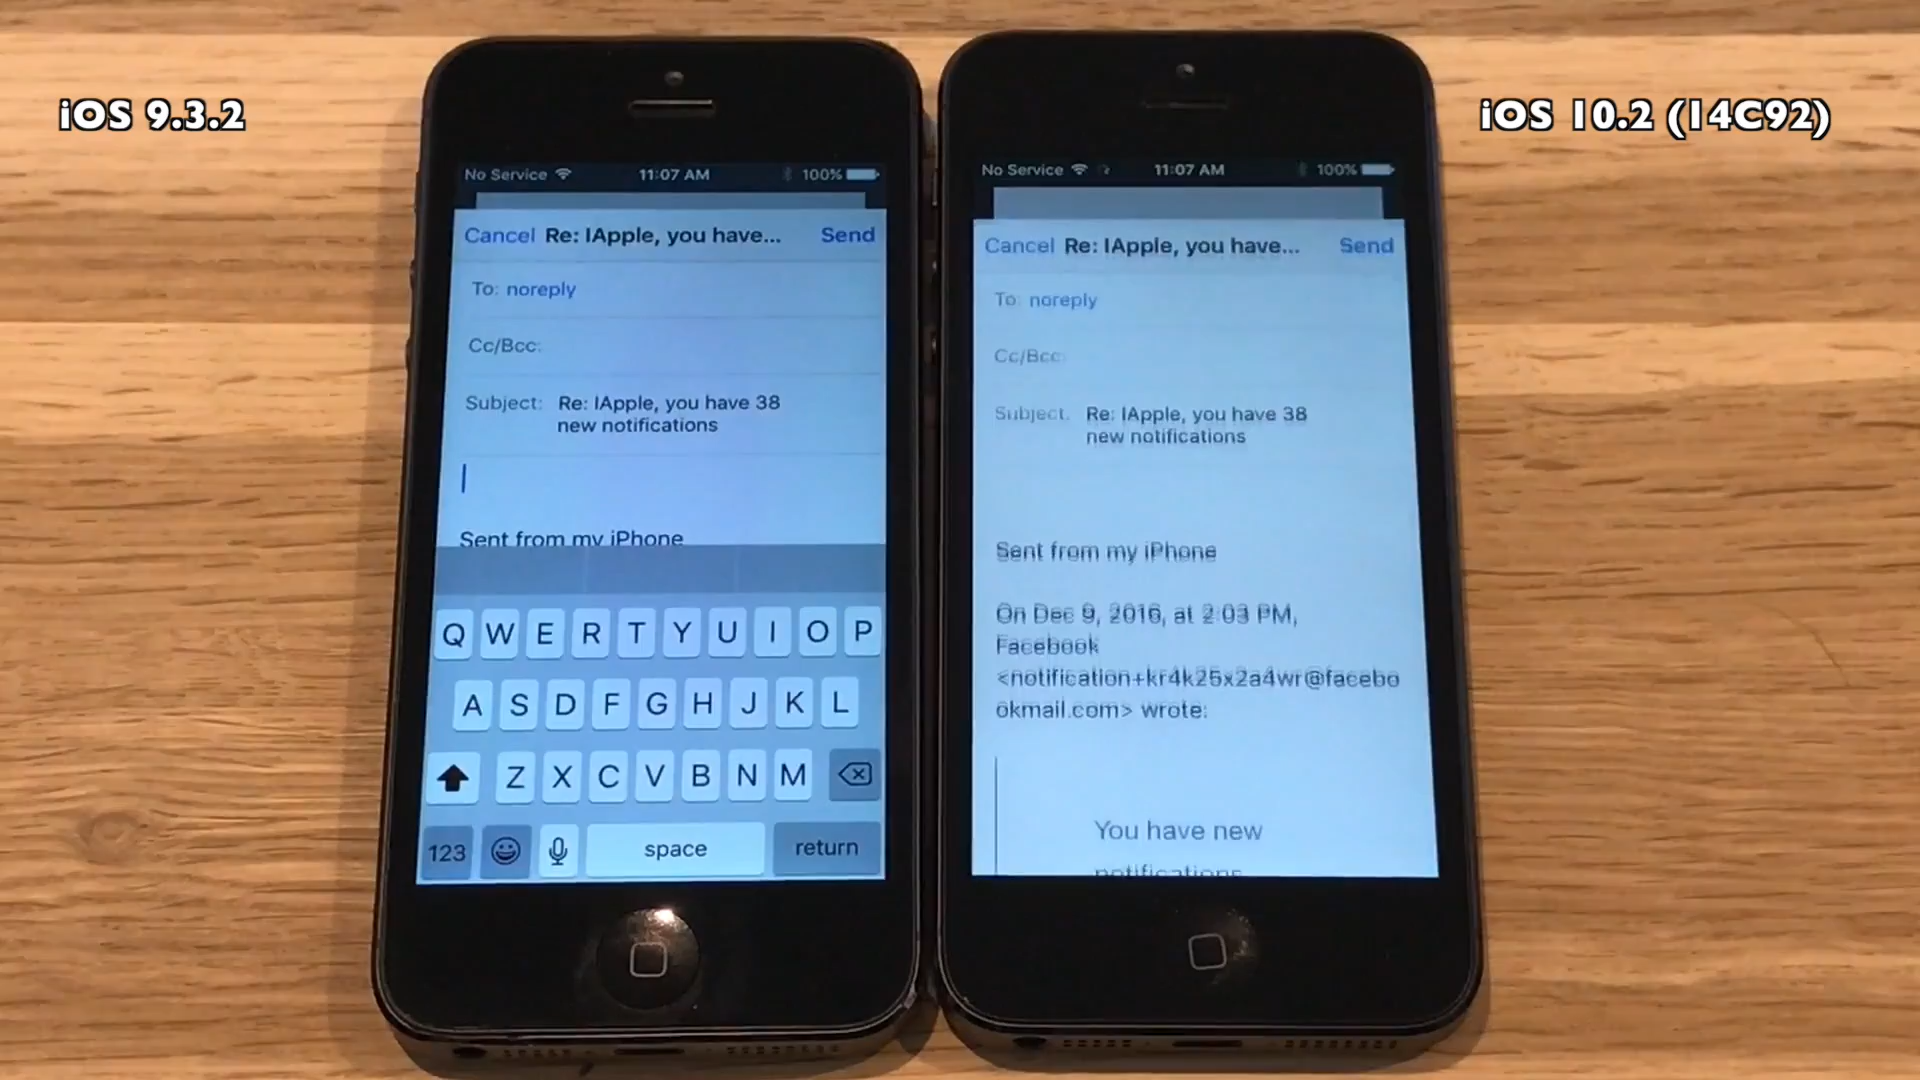 iOS 9.3.2
No Service 11:07 AM 100%
Cancel Re: IApple, you have... Send
To: noreply
Cc/Bcc:
Subject: Re: IApple, you have 38
new notifications
Sent from my iPhone
Q W E R T Y U I O P
A S D F G H J K L
Z X C V B N M
123 space return
iOS 10.2 (14C92)
No Service 11:07 AM 100%
Cancel Re: IApple, you have... Send
To: noreply
Cc/Bcc:
Subject: Re: IApple, you have 38
new notifications
Sent from my iPhone
On Dec 9, 2016, at 2:03 PM,
Facebook
<notification+kr4k25x2a4wr@facebo
okmail.com> wrote:
You have new
notifications